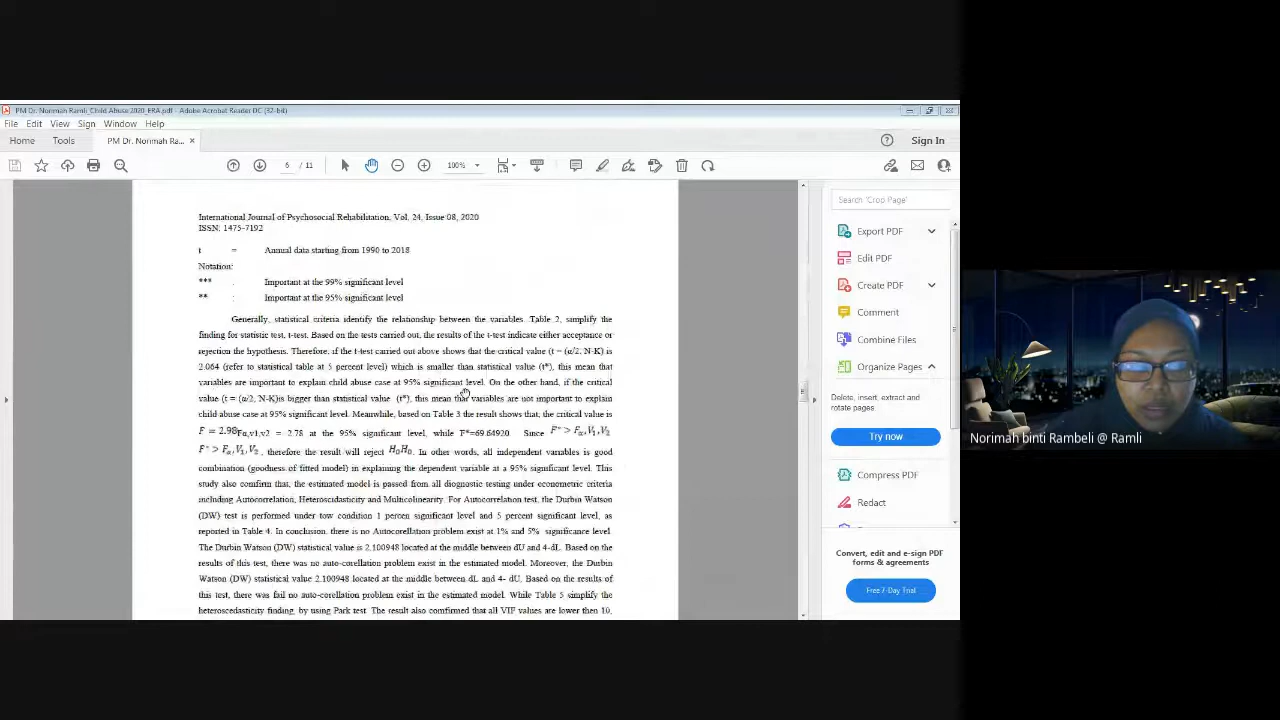 PM Dr. Norimah Ramli_Child Abuse2020_ERA.pdf - Adobe Acrobat Reader DC (32-bit)
File Edit View Sign Window Help
Home Tools PM Dr. Norimah Ra... × Sign In
6 / 11 100%
International Journal of Psychosocial Rehabilitation, Vol. 24, Issue 08, 2020
ISSN: 1475-7192
t = Annual data starting from 1990 to 2018
Notation:
*** : Important at the 99% significant level
** : Important at the 95% significant level
Generally, statistical criteria identify the relationship between the variables. Table 2, simplify the
finding for statistic test, t-test. Based on the tests carried out, the results of the t-test indicate either acceptance or
rejection the hypothesis. Therefore, if the t-test carried out above shows that the critical value (t = (α/2, N-K) is
2.064 (refer to statistical table at 5 percent level) which is smaller than statistical value (t*), this mean that
variables are important to explain child abuse case at 95% significant level. On the other hand, if the critical
value (t = (α/2, N-K)is bigger than statistical value (t*), this mean that variables are not important to explain
child abuse case at 95% significant level. Meanwhile, based on Table 3 the result shows that, the critical value is
F = 2.98Fα,v1,v2 = 2.78 at the 95% significant level, while F*=69.64920. Since F* > Fα,V1,V2
F* > Fα,V1,V2, therefore the result will reject H0H0. In other words, all independent variables is good
combination (goodness of fitted model) in explaining the dependent variable at a 95% significant level. This
study also confirm that, the estimated model is passed from all diagnostic testing under econometric criteria
including Autocorrelation, Heteroscidasticity and Multicolinearity. For Autocorrelation test, the Durbin Watson
(DW) test is performed under tow condition 1 percen significant level and 5 percent significant level, as
reported in Table 4. In conclusion, there is no Autocorellation problem exist at 1% and 5% significance level.
The Durbin Watson (DW) statistical value is 2.100948 located at the middle between dU and 4-dL. Based on the
results of this test, there was no auto-corellation problem exist in the estimated model. Moreover, the Durbin
Watson (DW) statistical value 2.100948 located at the middle between dL and 4- dU. Based on the results of
this test, there was fail no auto-corellation problem exist in the estimated model. While Table 5 simplify the
heteroscedasticity finding, by using Park test. The result also comfirmed that all VIF values are lower then 10,
Search 'Crop Page'
Export PDF
Edit PDF
Create PDF
Comment
Combine Files
Organize Pages
Delete, insert, extract and
rotate pages.
Try now
Compress PDF
Redact
Convert, edit and e-sign PDF
forms & agreements
Free 7-Day Trial
Norimah binti Rambeli @ Ramli